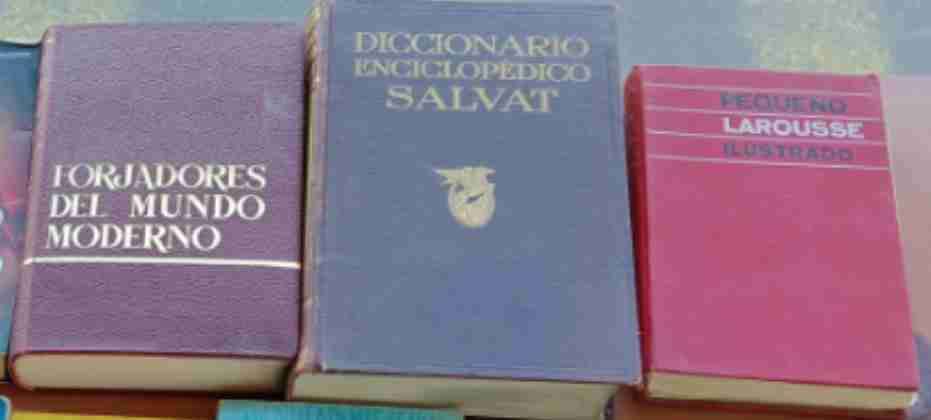 FORJADORES
DEL MUNDO
MODERNO
DICCIONARIO
ENCICLOPÉDICO
SALVAT
PEQUEÑO
LAROUSSE
ILUSTRADO